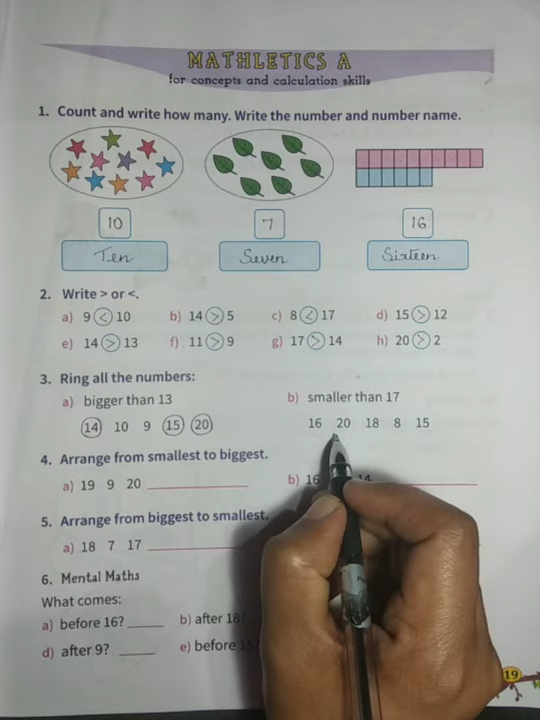 MATHLETICS A
for concepts and calculation skills
1. Count and write how many. Write the number and number name.
10 7 16
Ten Seven Sixteen
2. Write > or <.
a) 9 < 10 b) 14 > 5 c) 8 < 17 d) 15 > 12
e) 14 > 13 f) 11 > 9 g) 17 > 14 h) 20 > 2
3. Ring all the numbers:
a) bigger than 13 b) smaller than 17
14 10 9 15 20 16 20 18 8 15
4. Arrange from smallest to biggest.
a) 19 9 20 b) 16 14
5. Arrange from biggest to smallest.
a) 18 7 17
6. Mental Maths
What comes:
a) before 16? b) after 18?
d) after 9? e) before
19